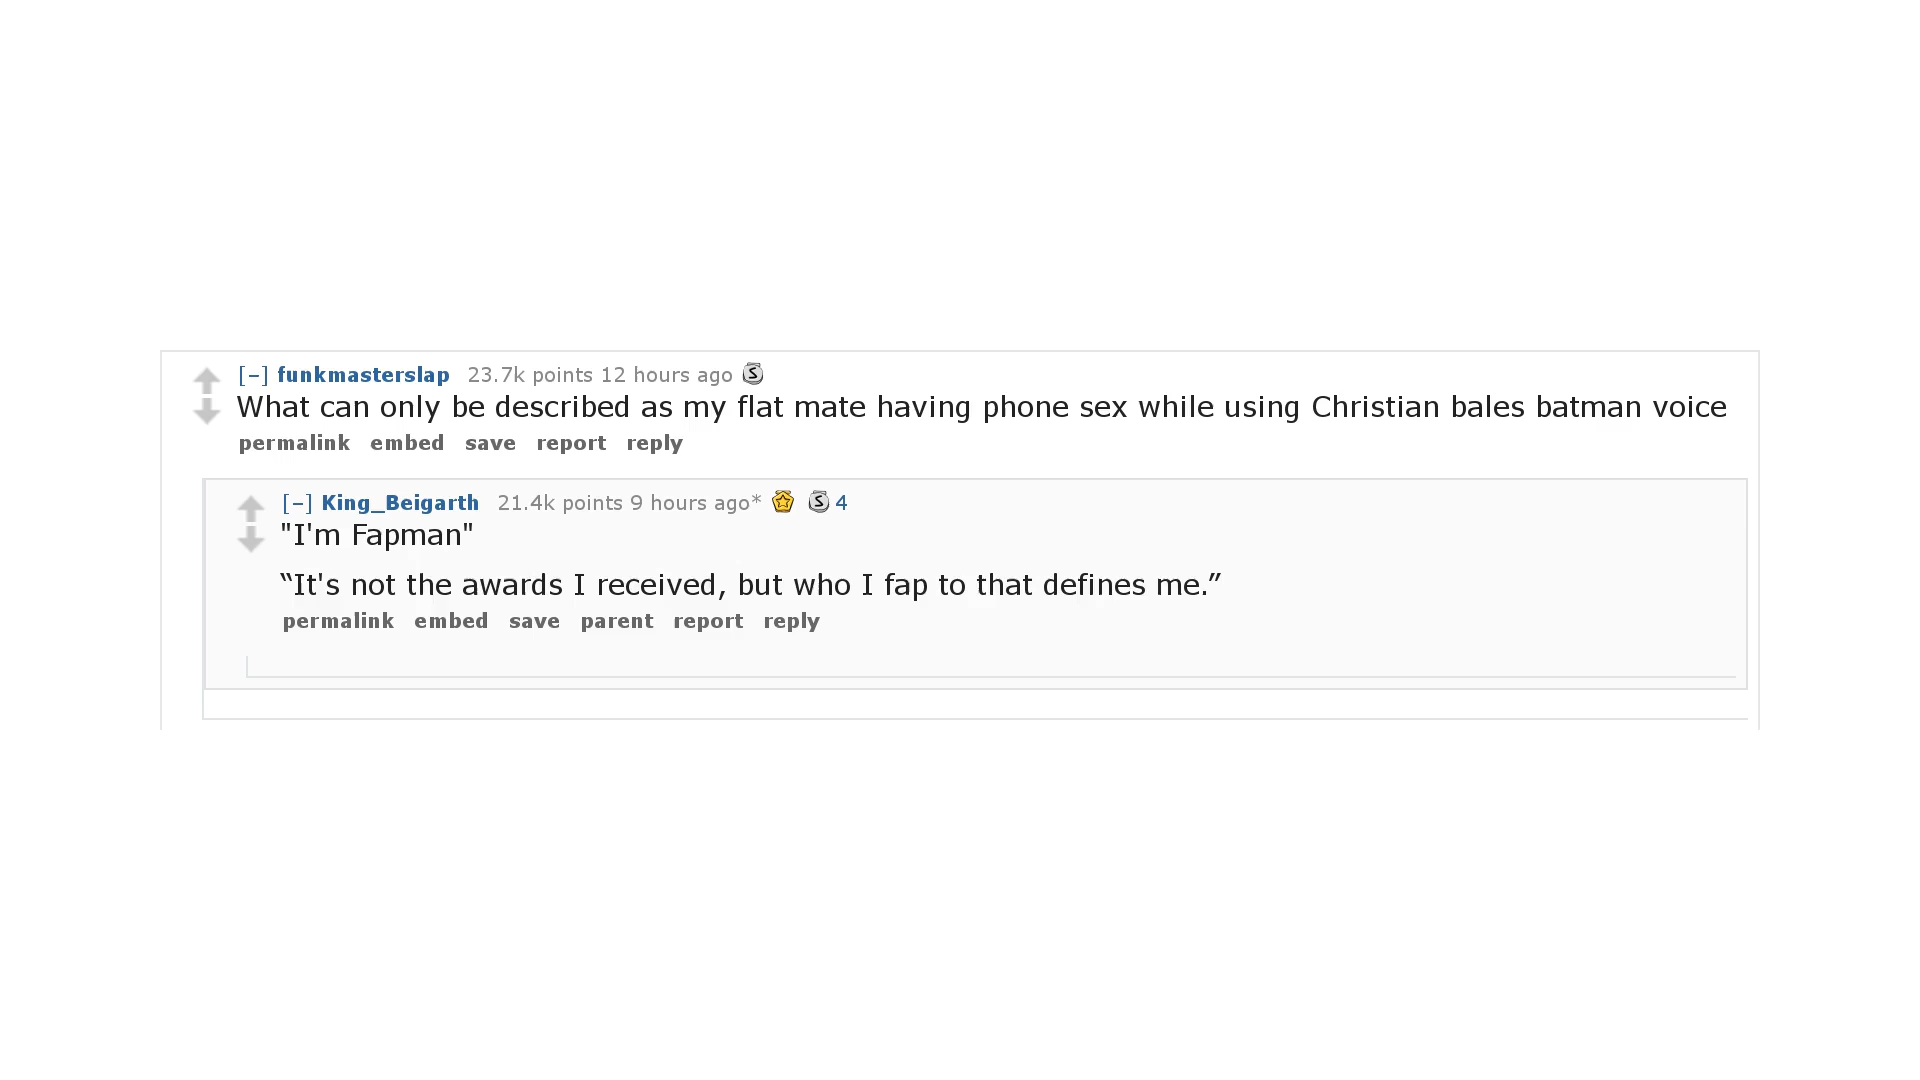 [–] funkmasterslap 23.7k points 12 hours ago S
What can only be described as my flat mate having phone sex while using Christian bales batman voice
permalink embed save report reply
[–] King_Beigarth 21.4k points 9 hours ago* S 4
"I'm Fapman"
“It's not the awards I received, but who I fap to that defines me.”
permalink embed save parent report reply